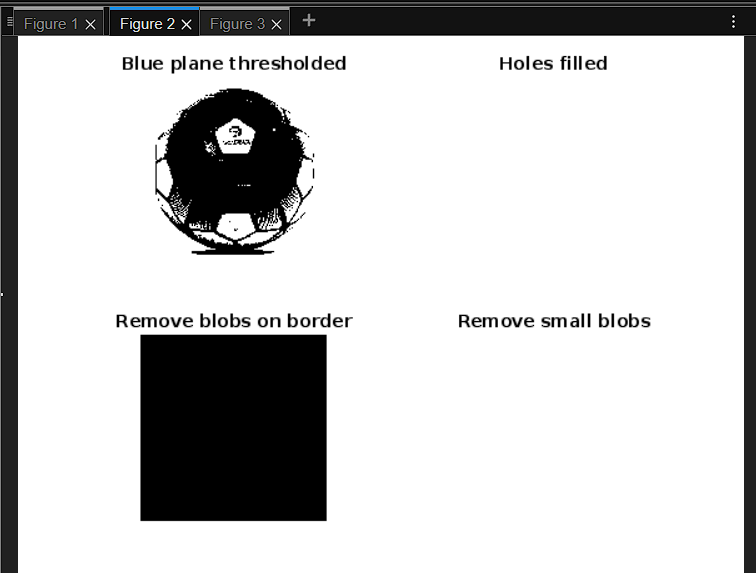 Figure 1 × Figure 2 × Figure 3 × +
Blue plane thresholded
Holes filled
Remove blobs on border
Remove small blobs